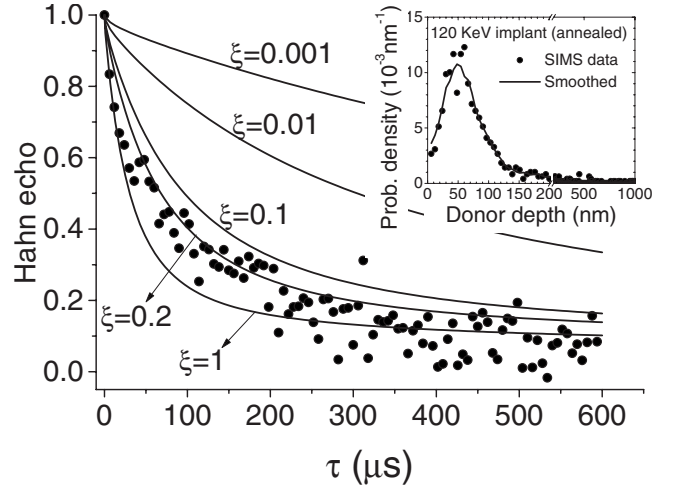 Hahn echo
1.0
0.8
0.6
0.4
0.2
0.0
0
100
200
300
400
500
600
τ (μs)
ξ=0.001
ξ=0.01
ξ=0.1
ξ=0.2
ξ=1
Prob. density (10⁻³nm⁻¹)
15
10
5
0
120 KeV implant (annealed)
SIMS data
Smoothed
0
50
100
150
200
500
1000
Donor depth (nm)